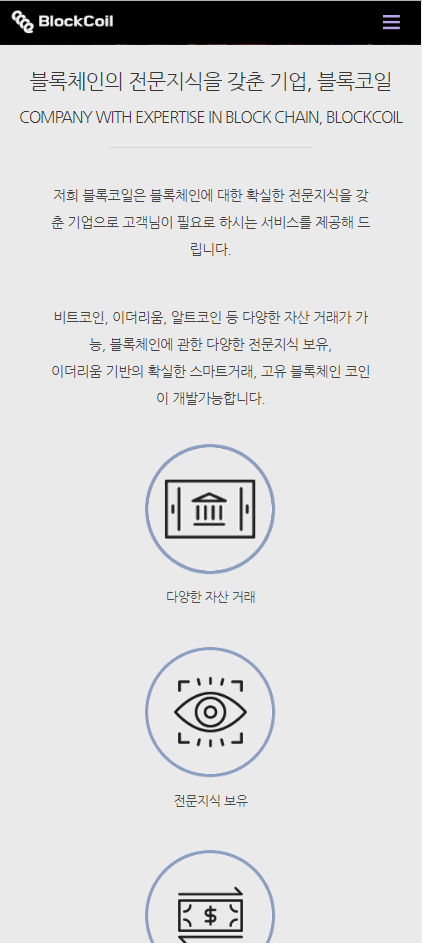 BlockCoil
블록체인의 전문지식을 갖춘 기업, 블록코일
COMPANY WITH EXPERTISE IN BLOCK CHAIN, BLOCKCOIL
저희 블록코일은 블록체인에 대한 확실한 전문지식을 갖
춘 기업으로 고객님이 필요로 하시는 서비스를 제공해 드
립니다.
비트코인, 이더리움, 알트코인 등 다양한 자산 거래가 가
능, 블록체인에 관한 다양한 전문지식 보유,
이더리움 기반의 확실한 스마트거래, 고유 블록체인 코인
이 개발가능합니다.
다양한 자산 거래
전문지식 보유
$